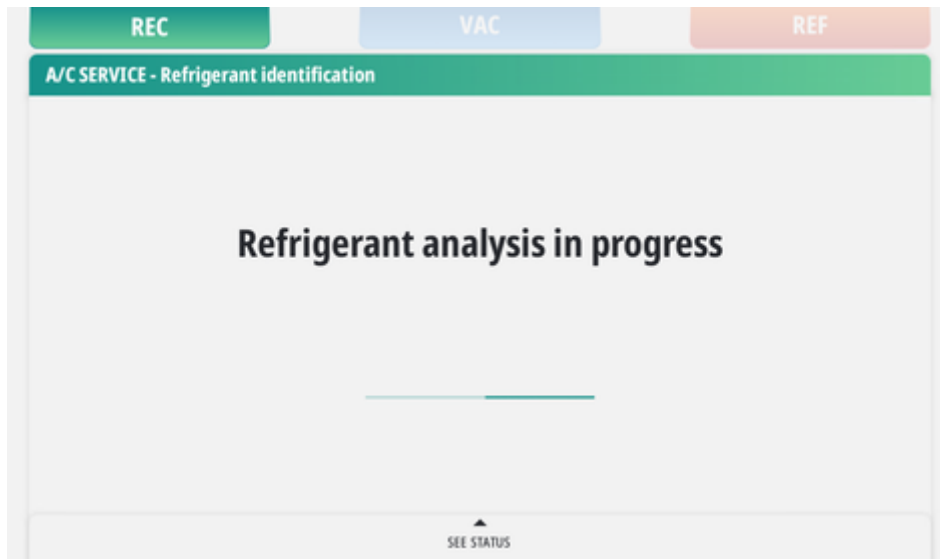 REC
VAC
REF
A/C SERVICE - Refrigerant identification
Refrigerant analysis in progress
SEE STATUS